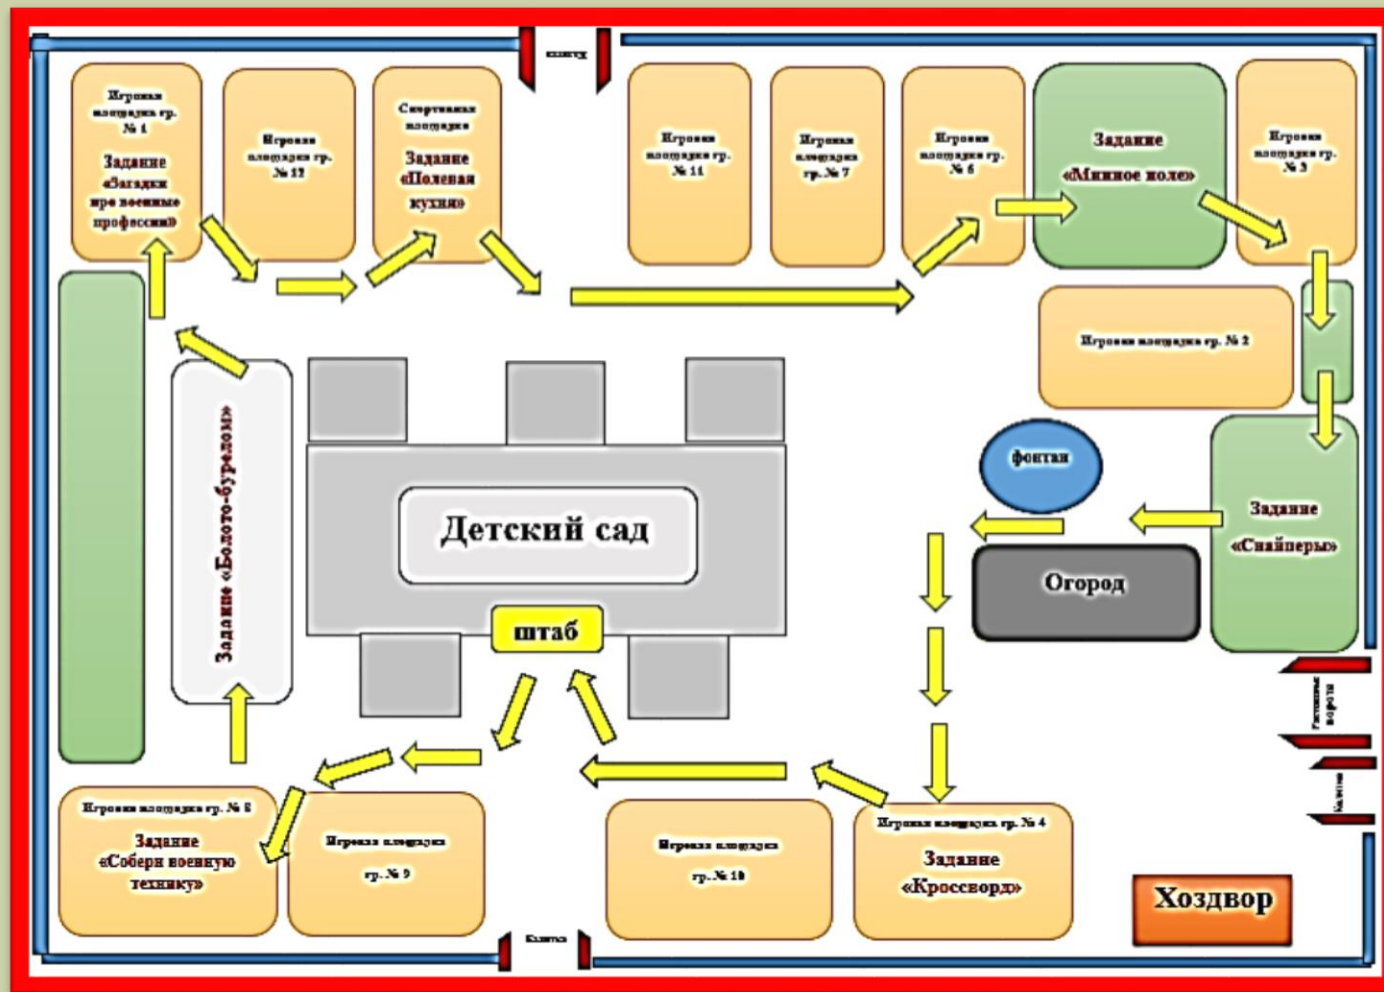 калитка
Игровая
площадка гр.
№ 1
Задание
«Загадки
про военные
профессии»
Игровая
площадка гр.
№ 12
Спортивная
площадка
Задание
«Полевая
кухня»
Игровая
площадка гр.
№ 11
Игровая
площадка
гр. № 7
Игровая
площадка гр.
№ 6
Задание
«Минное поле»
Игровая
площадка гр.
№ 3
Игровая площадка гр. № 2
Задание «Болото-бурелом»
Детский сад
штаб
фонтан
Огород
Задание
«Снайперы»
ворота
Калитка
Игровая площадка гр. № 8
Задание
«Собери военную
технику»
Игровая площадка
гр. № 9
Игровая площадка
гр. № 10
Игровая площадка гр. № 4
Задание
«Кроссворд»
Хоздвор
Калитка